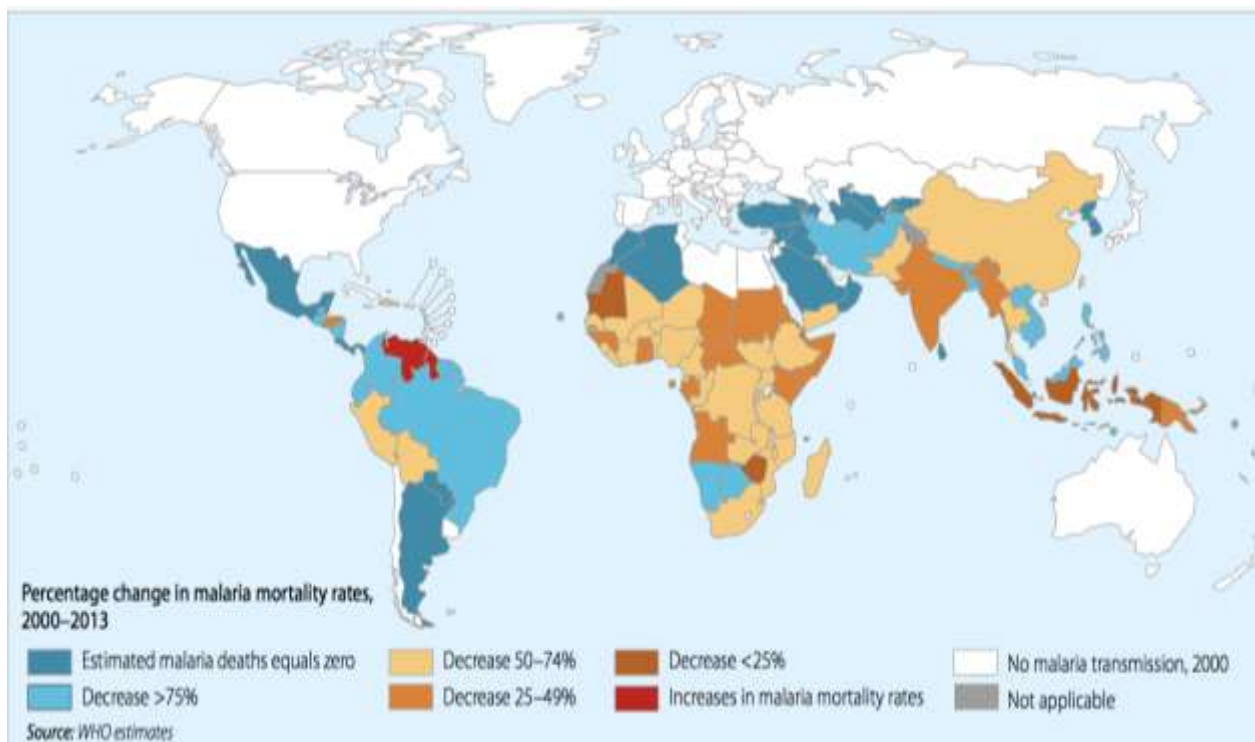 Percentage change in malaria mortality rates,
2000–2013
Estimated malaria deaths equals zero
Decrease >75%
Decrease 50–74%
Decrease 25–49%
Decrease <25%
Increases in malaria mortality rates
No malaria transmission, 2000
Not applicable
Source: WHO estimates